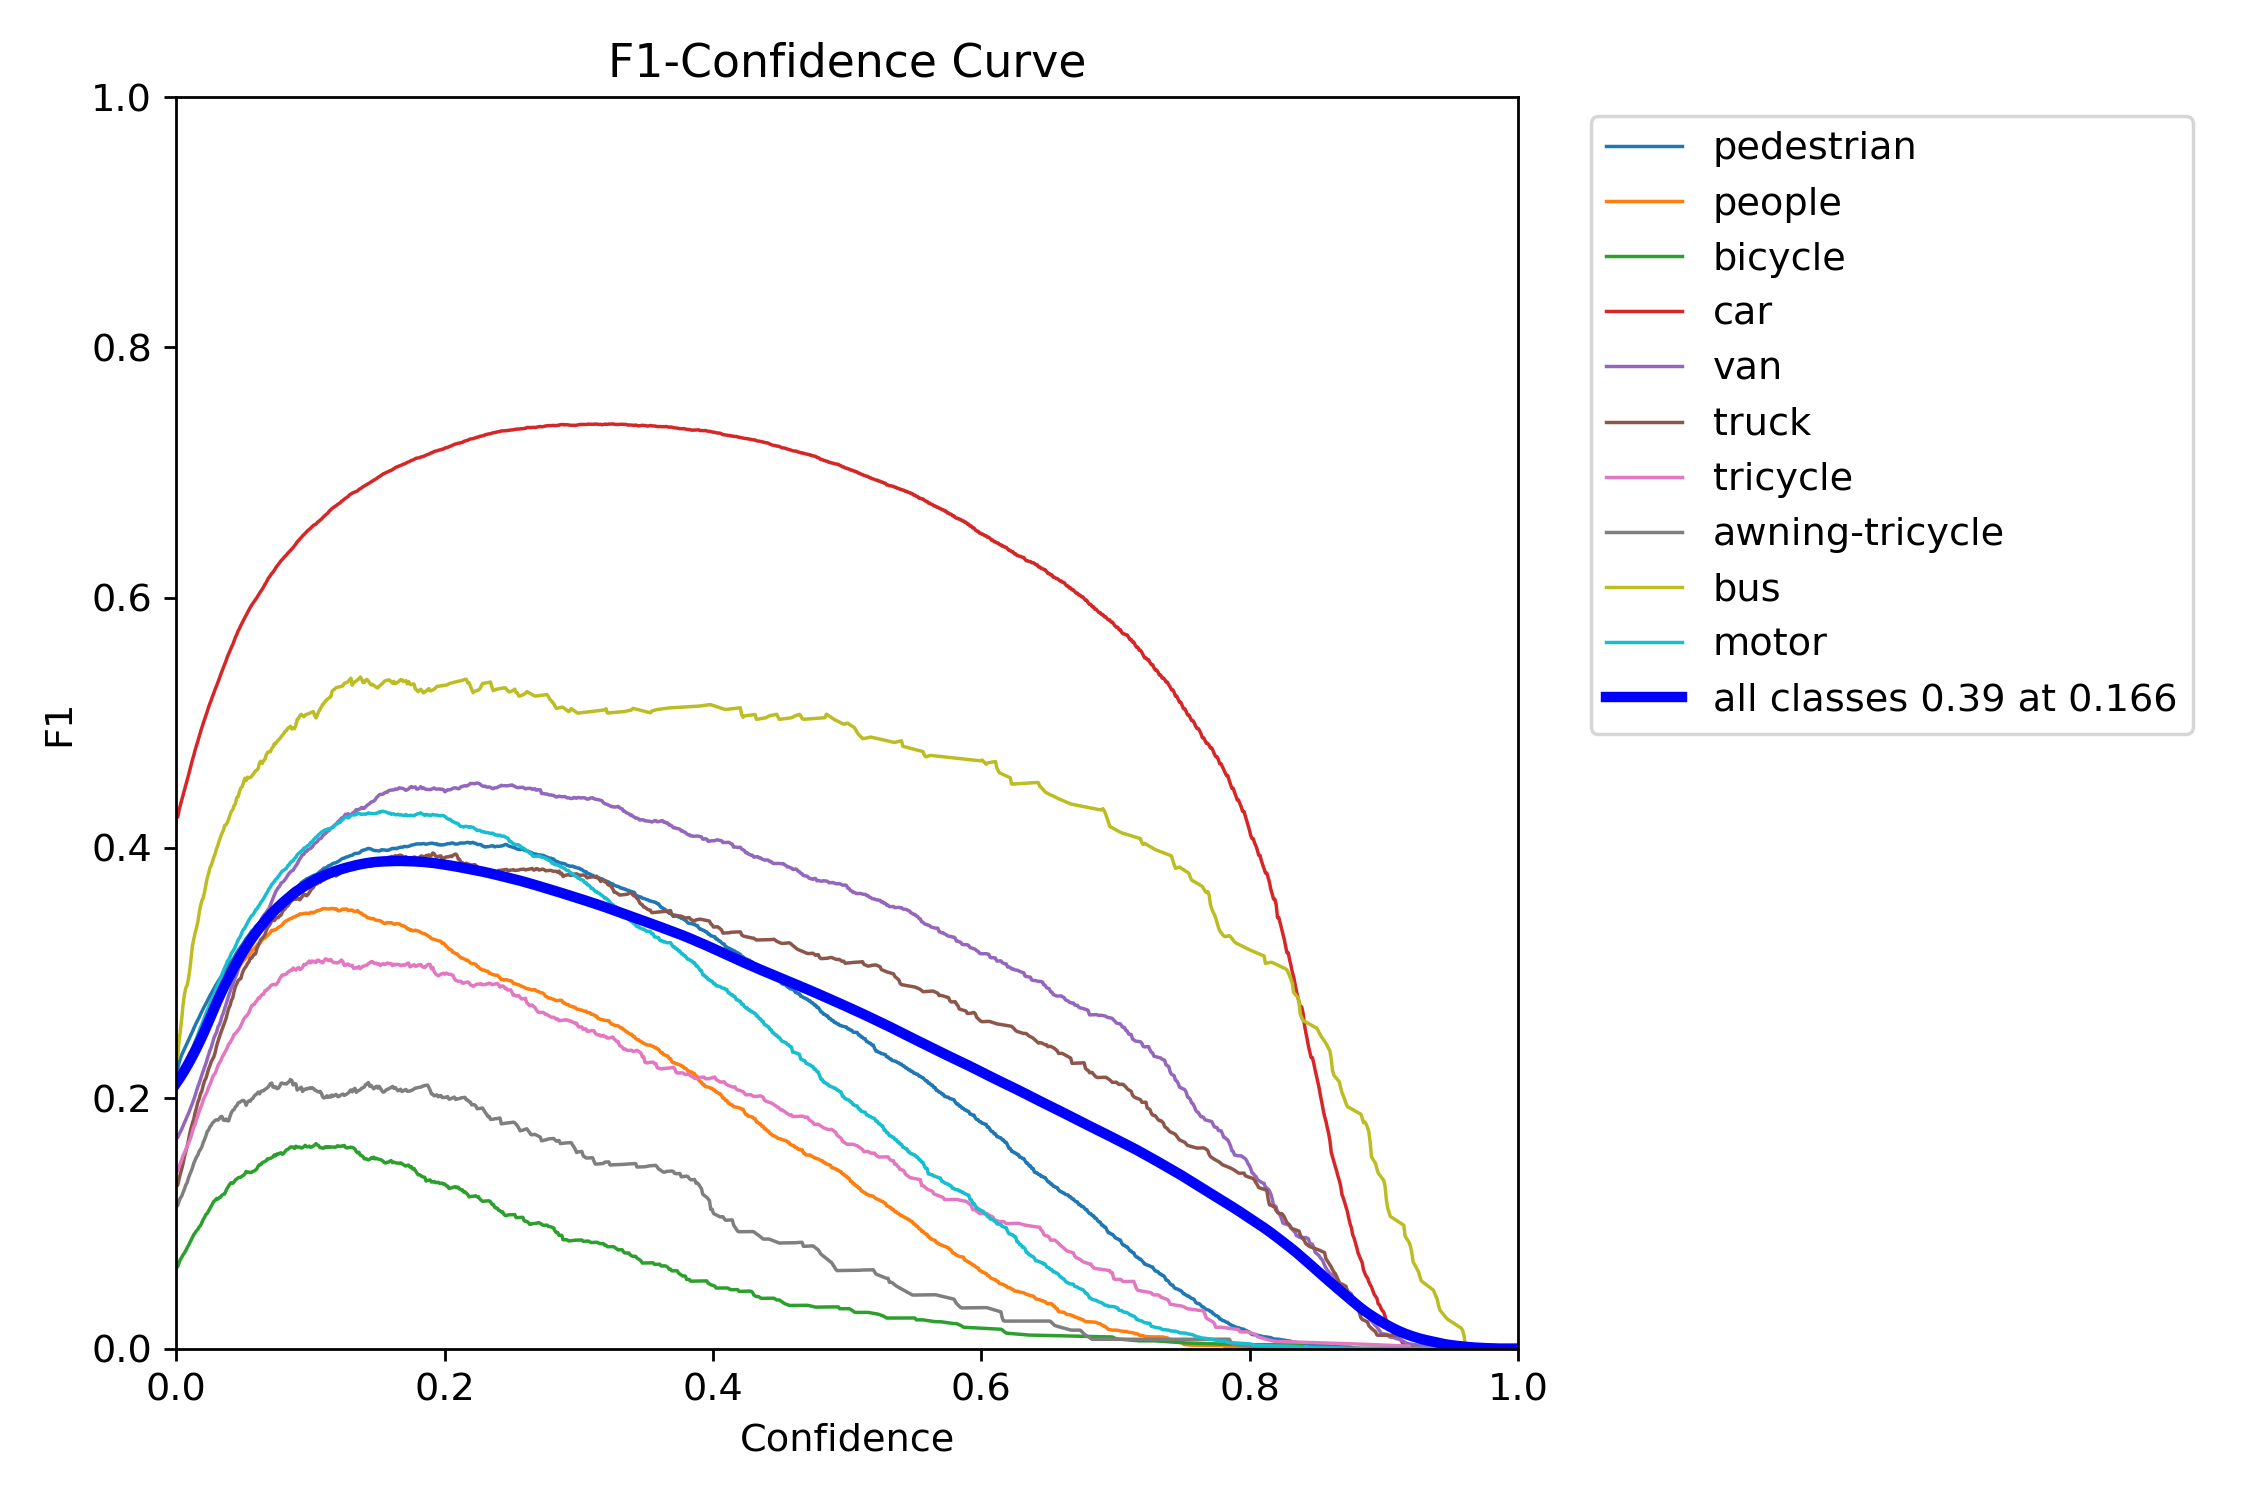 F1-Confidence Curve
1.0
0.8
0.6
0.4
0.2
0.0
F1
0.0 0.2 0.4 0.6 0.8 1.0
Confidence
pedestrian
people
bicycle
car
van
truck
tricycle
awning-tricycle
bus
motor
all classes 0.39 at 0.166